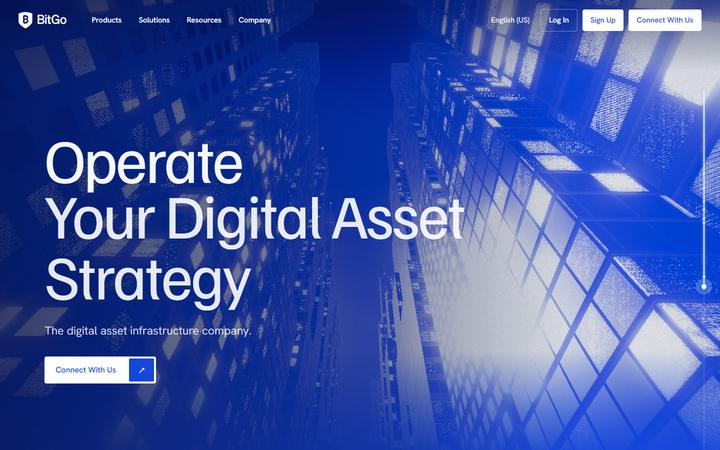 BitGo
Products
Solutions
Resources
Company
English (US)
Log In
Sign Up
Connect With Us
Operate
Your Digital Asset
Strategy
The digital asset infrastructure company.
Connect With Us